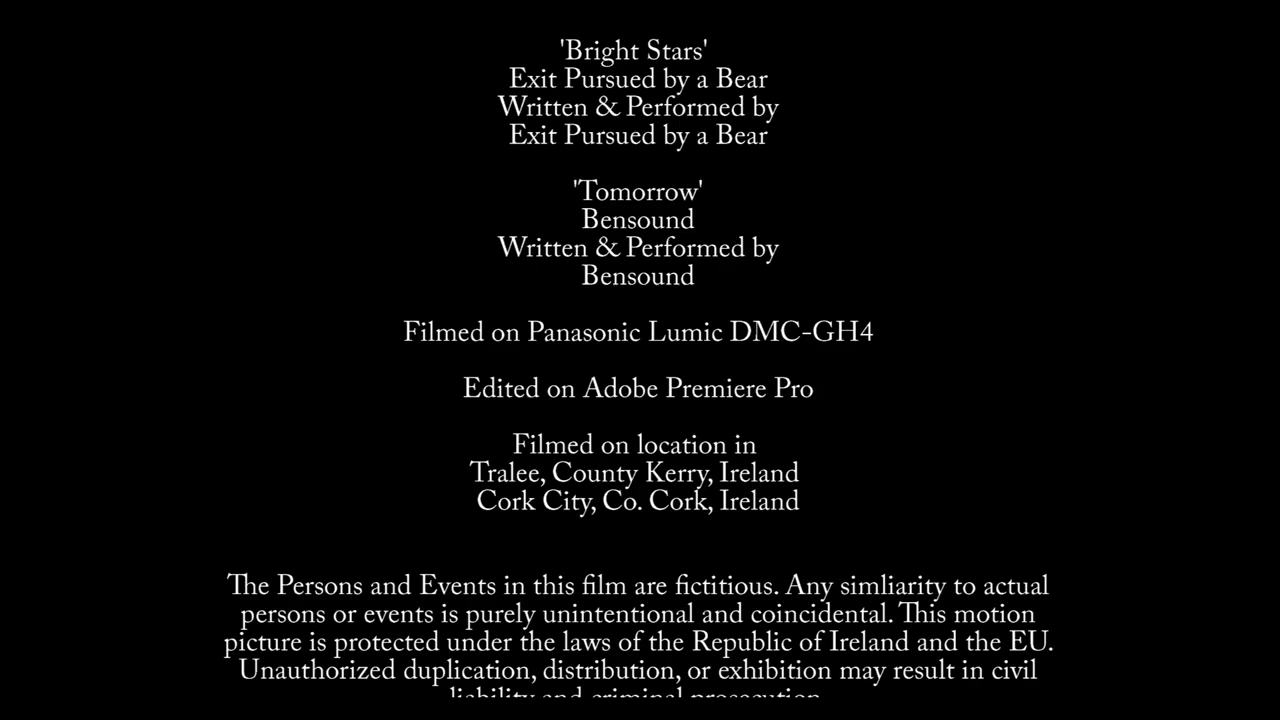 'Bright Stars'
Exit Pursued by a Bear
Written & Performed by
Exit Pursued by a Bear
'Tomorrow'
Bensound
Written & Performed by
Bensound
Filmed on Panasonic Lumic DMC-GH4
Edited on Adobe Premiere Pro
Filmed on location in
Tralee, County Kerry, Ireland
Cork City, Co. Cork, Ireland
The Persons and Events in this film are fictitious. Any simliarity to actual
persons or events is purely unintentional and coincidental. This motion
picture is protected under the laws of the Republic of Ireland and the EU.
Unauthorized duplication, distribution, or exhibition may result in civil
liability and criminal prosecution.